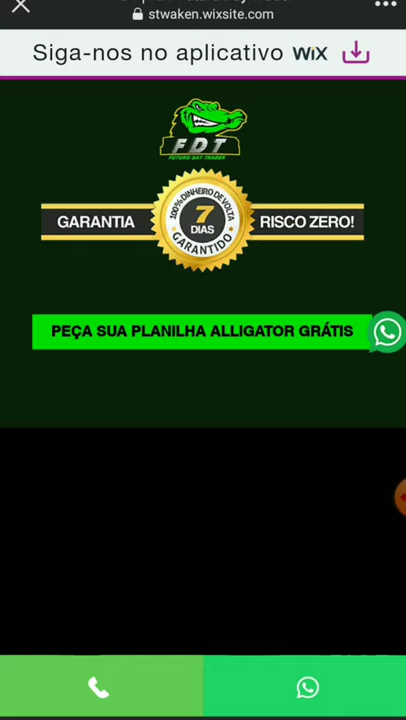 stwaken.wixsite.com
Siga-nos no aplicativo WiX
FDT
FUTURO DAY TRADER
100% DINHEIRO DE VOLTA
GARANTIA
7
DIAS
RISCO ZERO!
GARANTIDO
PEÇA SUA PLANILHA ALLIGATOR GRÁTIS